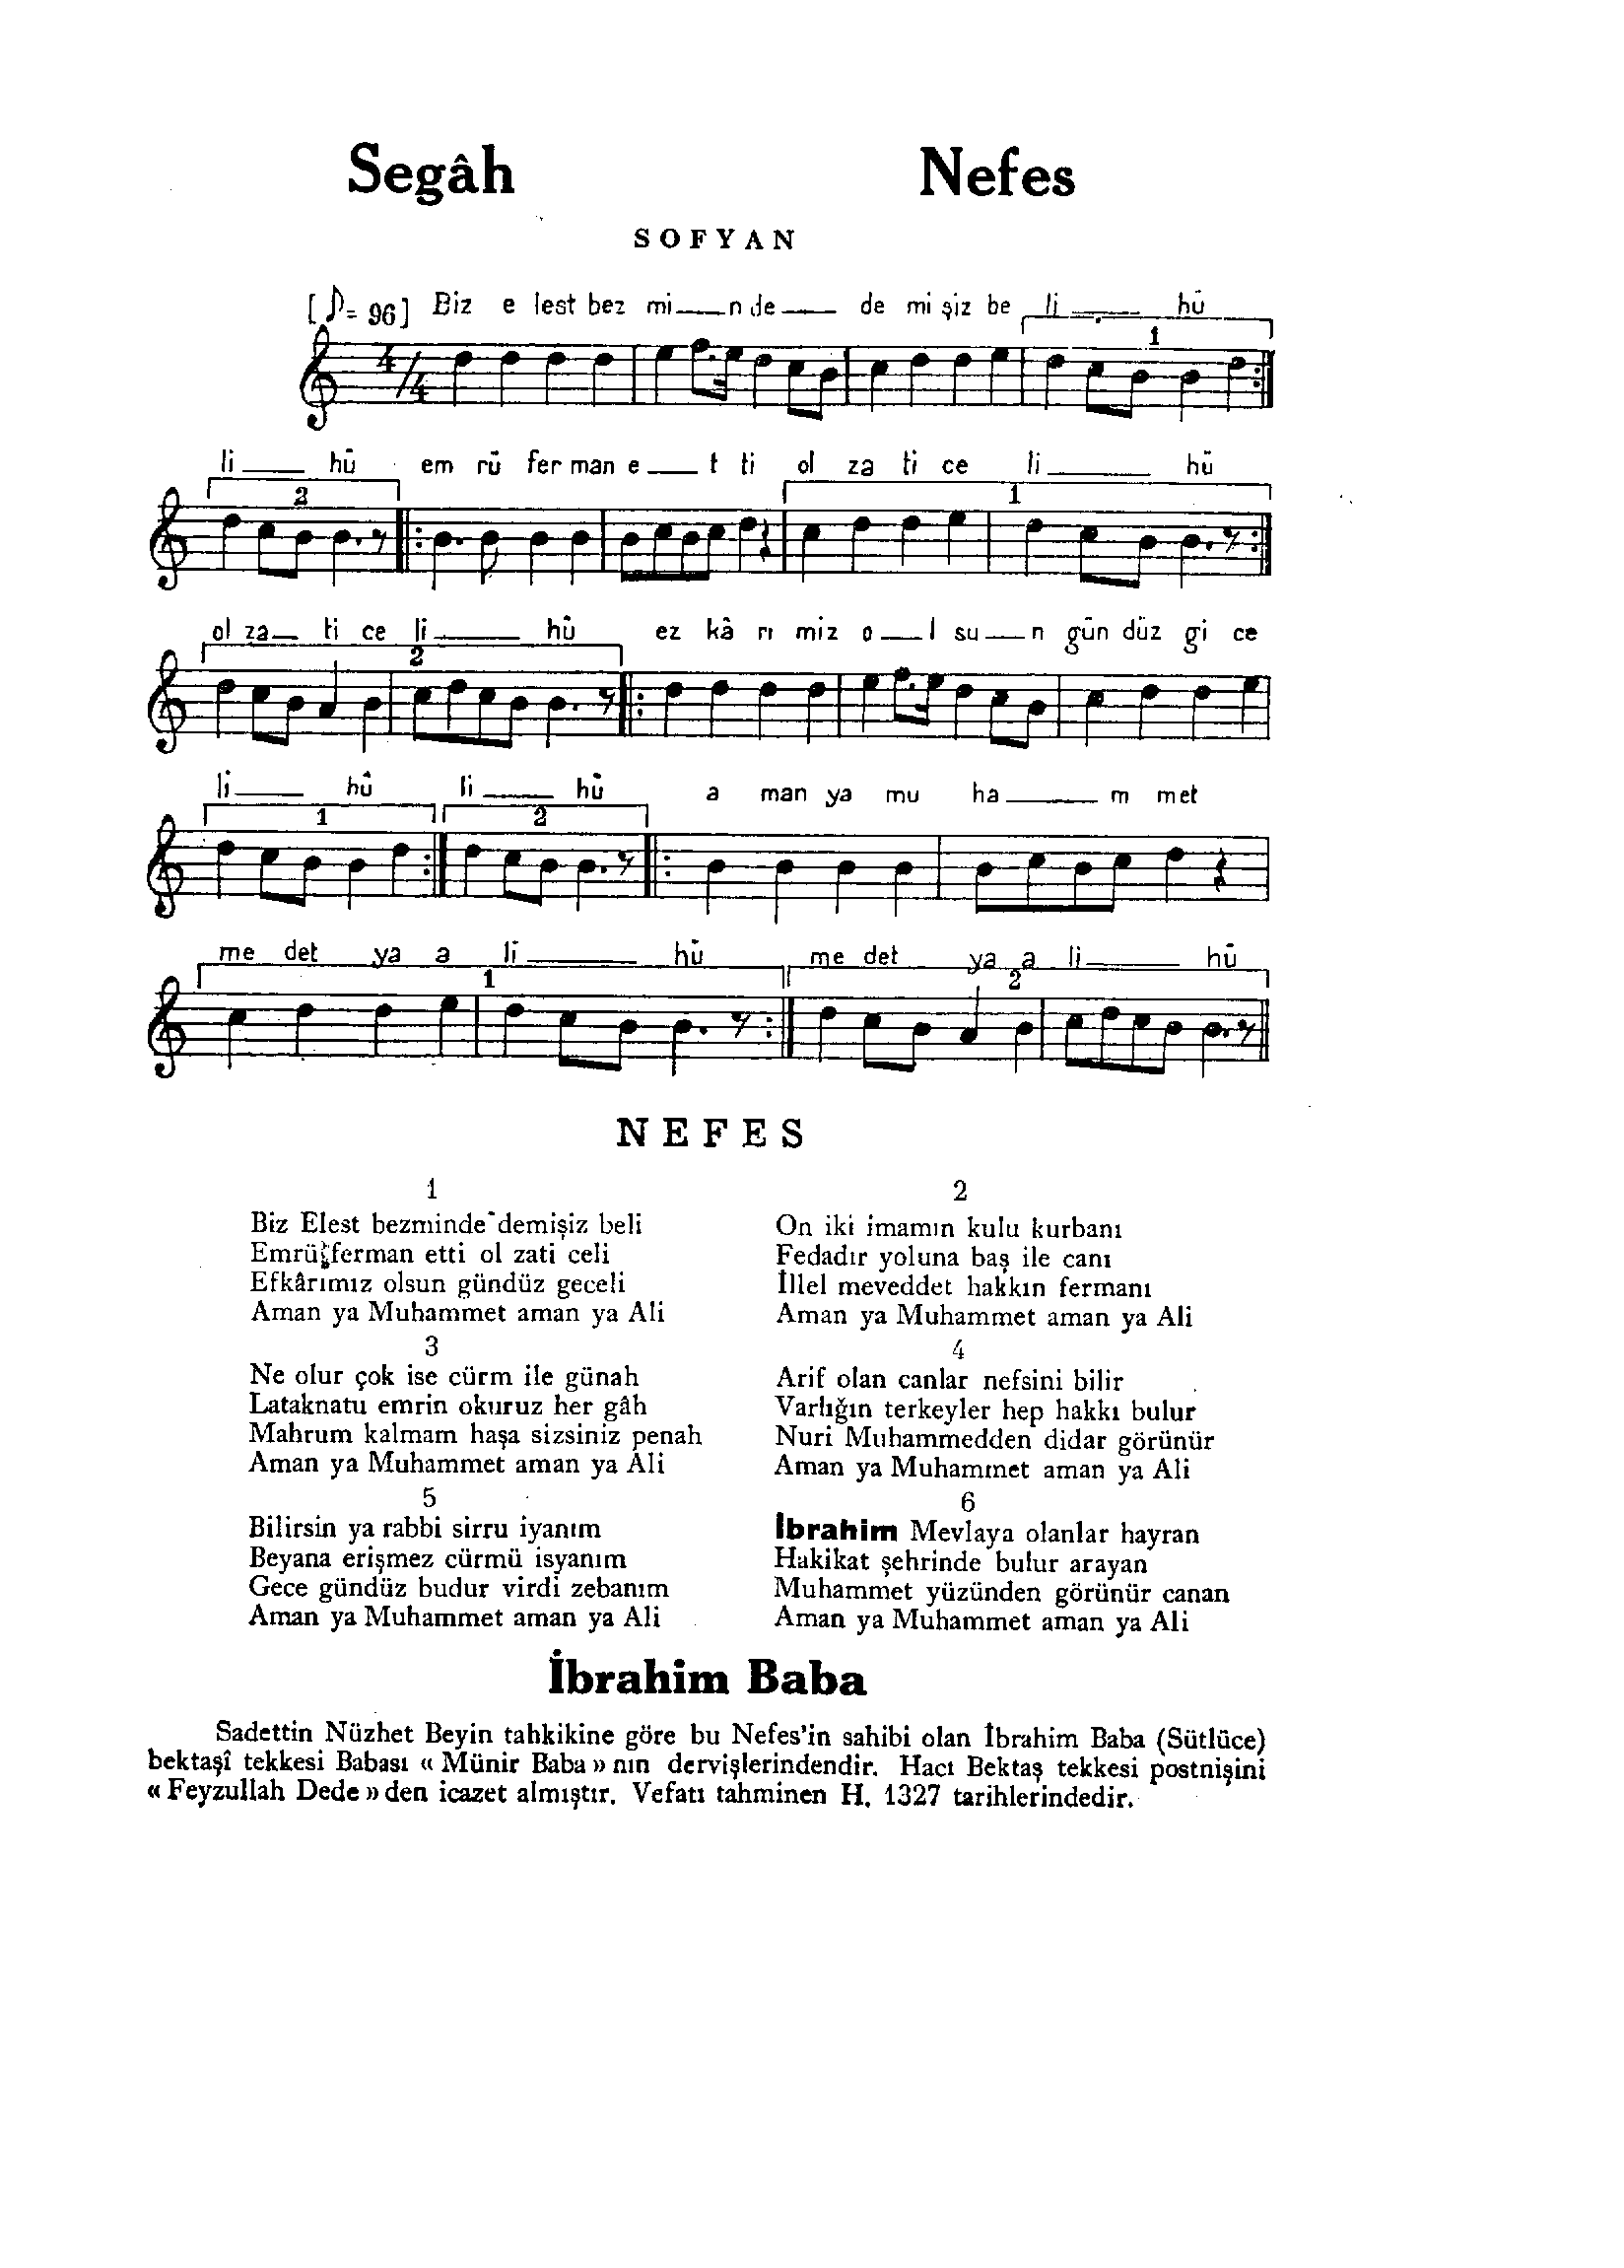 Segâh Nefes
SOFYAN
[♪= 96] Biz e lest bez mi — n de — de mi şiz be li — hû
1
li — hû em rü fer man e — t ti ol za ti ce li — hû
2 1
ol za — ti ce li — hû ez kâ rı miz o — l su — n gün düz gi ce
2
li — hû li — hû a man ya mu ha — m met
1 2
me det ya a li — hû me det ya a li — hû
1 2
NEFES
1
Biz Elest bezminde demişiz beli
Emrü ferman etti ol zati celi
Efkârımız olsun gündüz geceli
Aman ya Muhammet aman ya Ali
2
On iki imamın kulu kurbanı
Fedadır yoluna baş ile canı
İllel meveddet hakkın fermanı
Aman ya Muhammet aman ya Ali
3
Ne olur çok ise cürm ile günah
Lataknatu emrin okuruz her gâh
Mahrum kalmam haşa sizsiniz penah
Aman ya Muhammet aman ya Ali
4
Arif olan canlar nefsini bilir
Varlığın terkeyler hep hakkı bulur
Nuri Muhammedden didar görünür
Aman ya Muhammet aman ya Ali
5
Bilirsin ya rabbi sirru iyanım
Beyana erişmez cürmü isyanım
Gece gündüz budur virdi zebanım
Aman ya Muhammet aman ya Ali
6
İbrahim Mevlaya olanlar hayran
Hakikat şehrinde bulur arayan
Muhammet yüzünden görünür canan
Aman ya Muhammet aman ya Ali
İbrahim Baba
Sadettin Nüzhet Beyin tahkikine göre bu Nefes'in sahibi olan İbrahim Baba (Sütlüce)
bektaşî tekkesi Babası « Münir Baba » nın dervişlerindendir. Hacı Bektaş tekkesi postnişini
« Feyzullah Dede » den icazet almıştır. Vefatı tahminen H. 1327 tarihlerindedir.